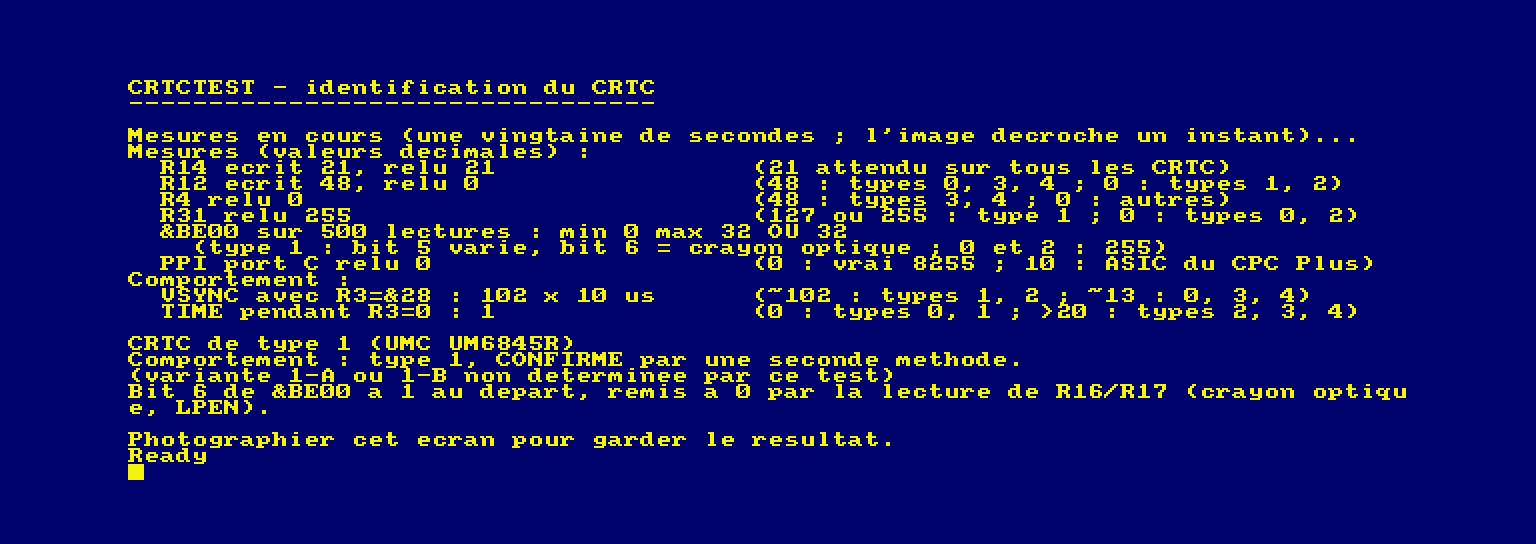 CRTCTEST - identification du CRTC
---------------------------------
Mesures en cours (une vingtaine de secondes ; l'image decroche un instant)...
Mesures (valeurs decimales) :
  R14 ecrit 21, relu 21                (21 attendu sur tous les CRTC)
  R12 ecrit 48, relu 0                 (48 : types 0, 3, 4 ; 0 : types 1, 2)
  R4 relu 0                            (48 : types 3, 4 ; 0 : autres)
  R31 relu 255                         (127 ou 255 : type 1 ; 0 : types 0, 2)
  &BE00 sur 500 lectures : min 0 max 32 OU 32
    (type 1 : bit 5 varie, bit 6 = crayon optique ; 0 et 2 : 255)
  PPI port C relu 0                    (0 : vrai 8255 ; 10 : ASIC du CPC Plus)
Comportement :
  VSYNC avec R3=&28 : 102 x 10 us      (~102 : types 1, 2 ; ~13 : 0, 3, 4)
  TIME pendant R3=0 : 1                (0 : types 0, 1 ; >20 : types 2, 3, 4)
CRTC de type 1 (UMC UM6845R)
Comportement : type 1, CONFIRME par une seconde methode.
(variante 1-A ou 1-B non determinee par ce test)
Bit 6 de &BE00 a 1 au depart, remis a 0 par la lecture de R16/R17 (crayon optiqu
e, LPEN).
Photographier cet ecran pour garder le resultat.
Ready